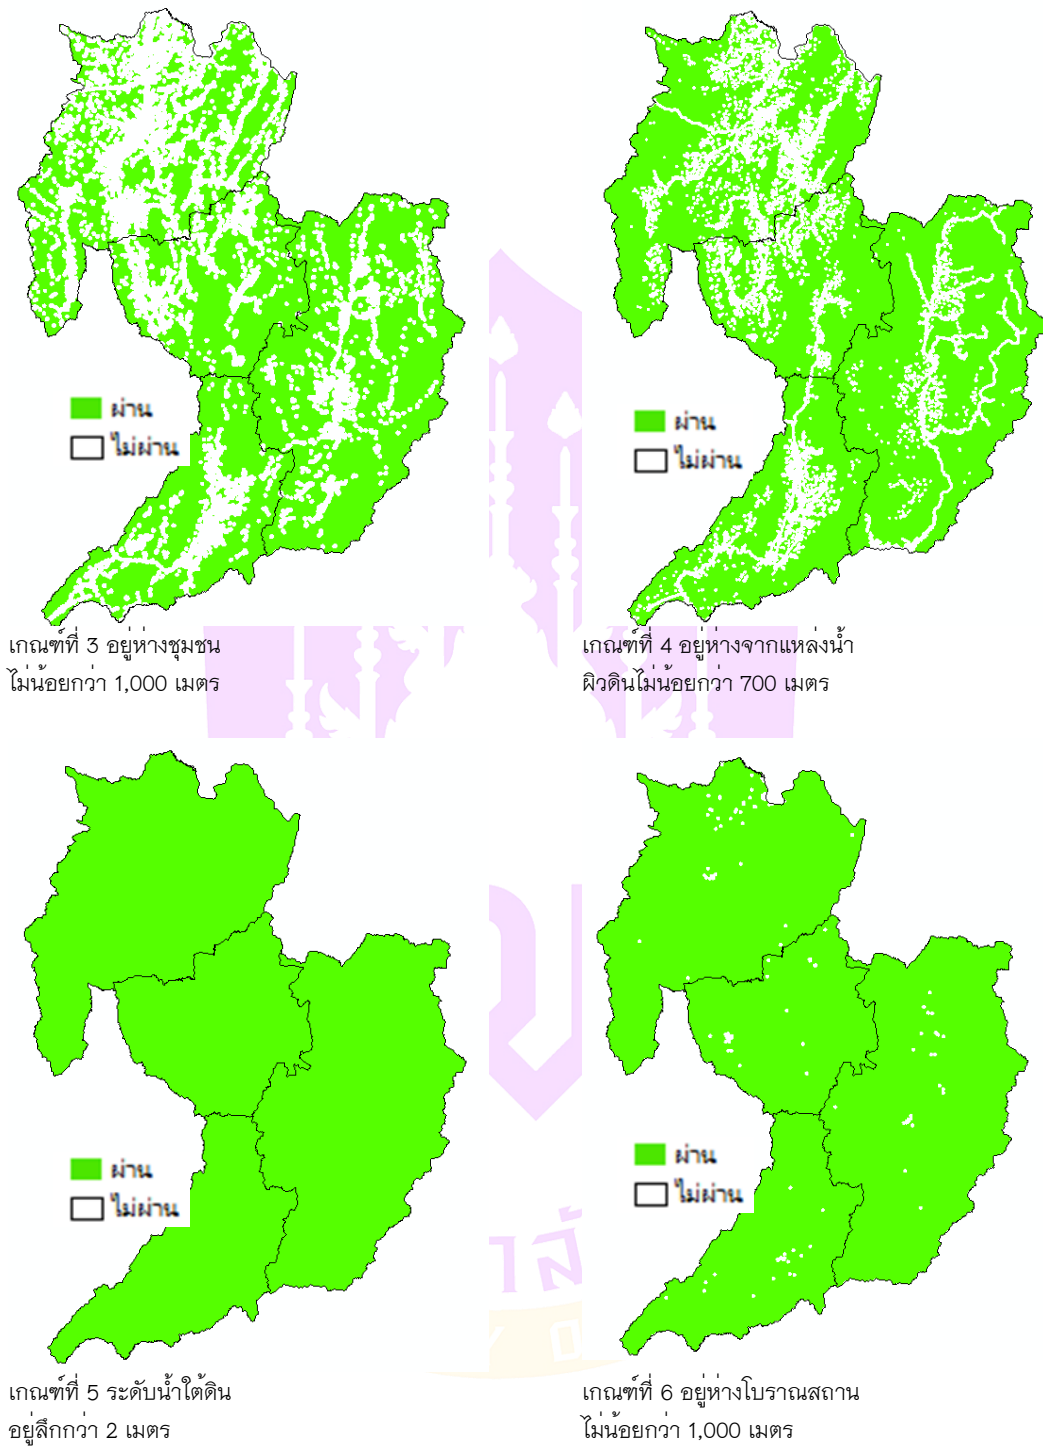 ผ่าน
ไม่ผ่าน
ผ่าน
ไม่ผ่าน
เกณฑ์ที่ 3 อยู่ห่างชุมชน
ไม่น้อยกว่า 1,000 เมตร
เกณฑ์ที่ 4 อยู่ห่างจากแหล่งน้ำ
ผิวดินไม่น้อยกว่า 700 เมตร
ผ่าน
ไม่ผ่าน
ผ่าน
ไม่ผ่าน
เกณฑ์ที่ 5 ระดับน้ำใต้ดิน
อยู่ลึกกว่า 2 เมตร
เกณฑ์ที่ 6 อยู่ห่างโบราณสถาน
ไม่น้อยกว่า 1,000 เมตร